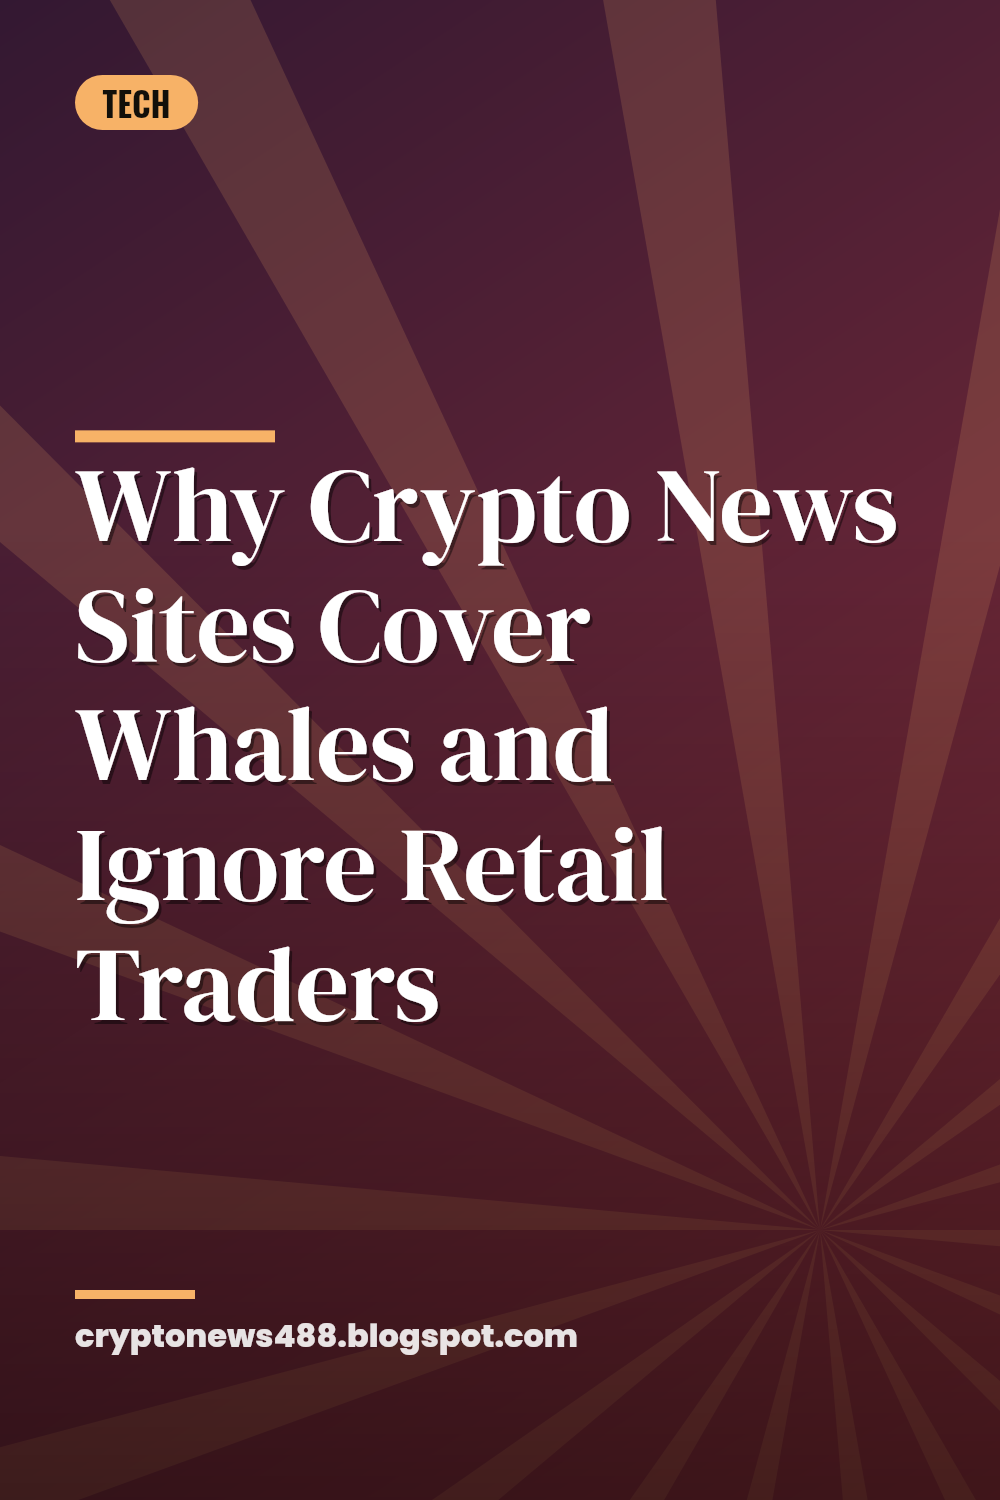 TECH
Why Crypto News
Sites Cover
Whales and
Ignore Retail
Traders
cryptonews488.blogspot.com